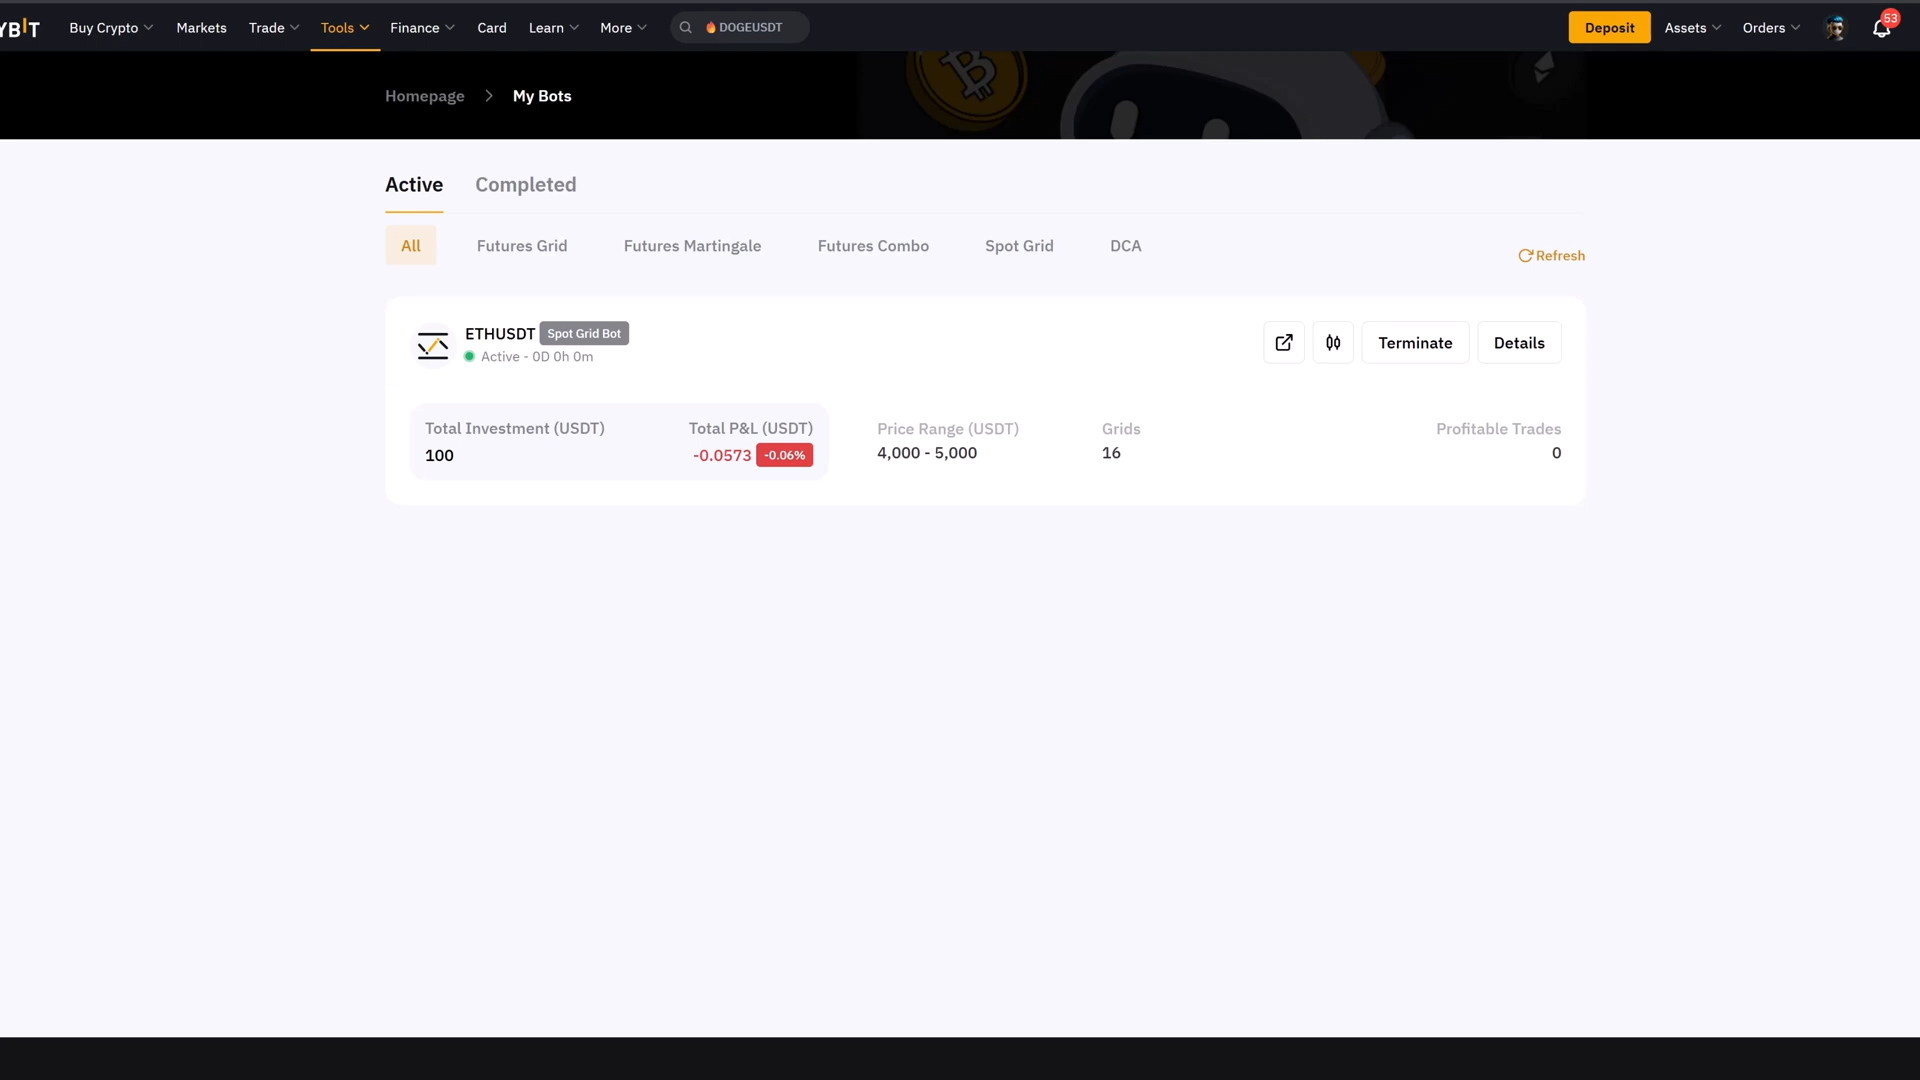 YBIT Buy Crypto Markets Trade Tools Finance Card Learn More DOGEUSDT Deposit Assets Orders 53
Homepage > My Bots
Active Completed
All Futures Grid Futures Martingale Futures Combo Spot Grid DCA Refresh
ETHUSDT Spot Grid Bot
Active - 0D 0h 0m
Terminate Details
Total Investment (USDT) Total P&L (USDT) Price Range (USDT) Grids Profitable Trades
100 -0.0573 -0.06% 4,000 - 5,000 16 0